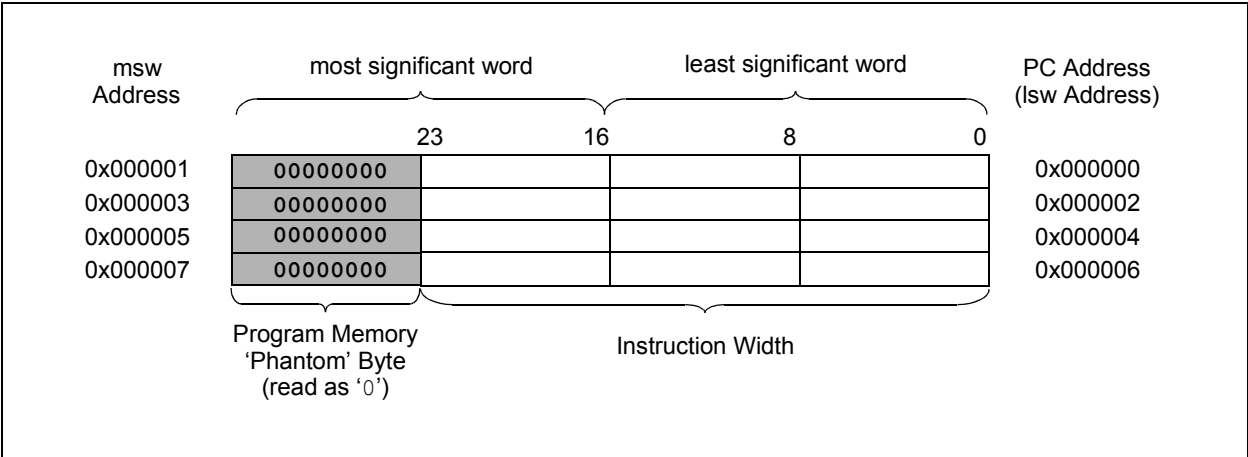 msw
Address
most significant word
least significant word
PC Address
(lsw Address)
23 16 8 0
0x000001 00000000 0x000000
0x000003 00000000 0x000002
0x000005 00000000 0x000004
0x000007 00000000 0x000006
Program Memory
‘Phantom’ Byte
(read as ‘0’)
Instruction Width